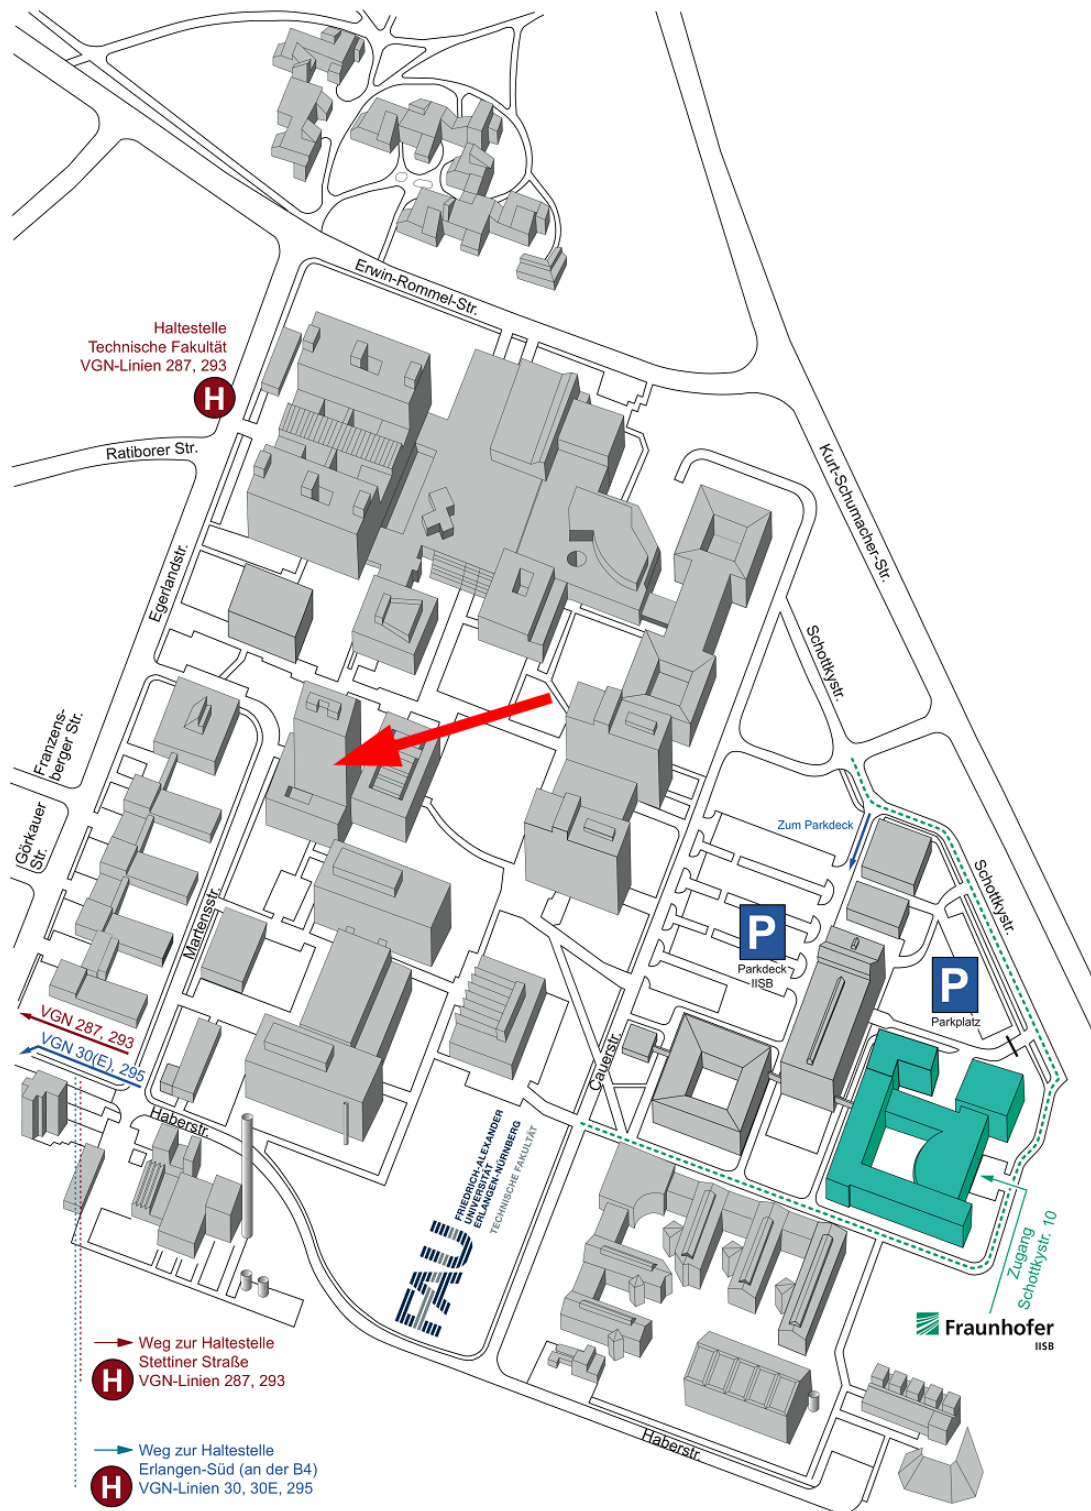 Erwin-Rommel-Str.
Haltestelle
Technische Fakultät
VGN-Linien 287, 293
H
Ratiborer Str.
Kurt-Schumacher-Str.
Egerlandstr.
Schottkystr.
Franzens-
berger Str.
Görkauer
Str.
Zum Parkdeck
Schottkystr.
Martensstr.
P
Parkdeck
IISB
P
Parkplatz
VGN 287, 293
VGN 30(E), 295
Cauerstr.
Haberstr.
FAU
FRIEDRICH-ALEXANDER
UNIVERSITÄT
ERLANGEN-NÜRNBERG
TECHNISCHE FAKULTÄT
Zugang
Schottkystr. 10
Fraunhofer
IISB
Weg zur Haltestelle
H
Stettiner Straße
VGN-Linien 287, 293
Haberstr.
Weg zur Haltestelle
H
Erlangen-Süd (an der B4)
VGN-Linien 30, 30E, 295